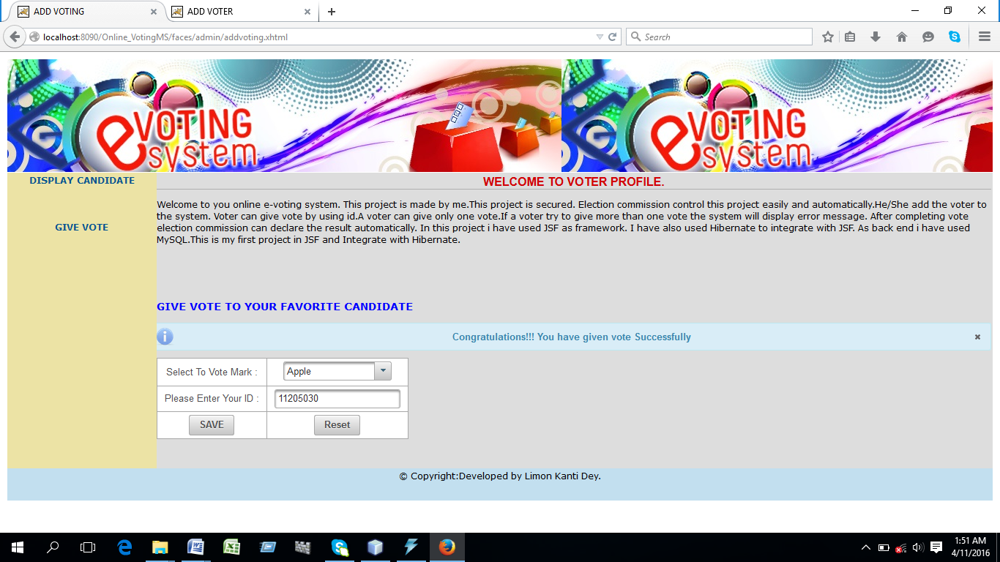 ADD VOTING
ADD VOTER
localhost:8090/Online_VotingMS/faces/admin/addvoting.xhtml
Search
eVOTING system
eVOTING system
DISPLAY CANDIDATE
GIVE VOTE
WELCOME TO VOTER PROFILE.
Welcome to you online e-voting system. This project is made by me.This project is secured. Election commission control this project easily and automatically.He/She add the voter to
the system. Voter can give vote by using id.A voter can give only one vote.If a voter try to give more than one vote the system will display error message. After completing vote
election commission can declare the result automatically. In this project i have used JSF as framework. I have also used Hibernate to integrate with JSF. As back end i have used
MySQL.This is my first project in JSF and Integrate with Hibernate.
GIVE VOTE TO YOUR FAVORITE CANDIDATE
Congratulations!!! You have given vote Successfully
Select To Vote Mark : Apple
Please Enter Your ID : 11205030
SAVE Reset
© Copyright:Developed by Limon Kanti Dey.
1:51 AM
4/11/2016